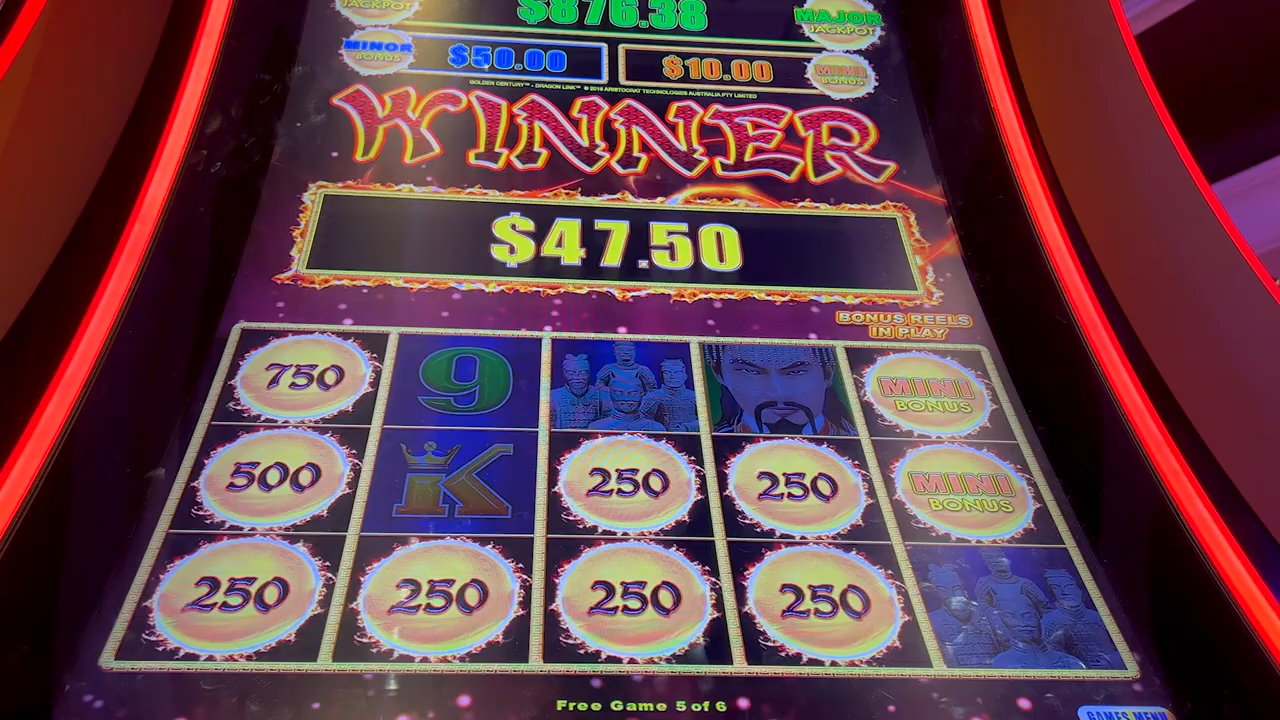 JACKPOT
$876.38
MAJOR
JACKPOT
MINOR
BONUS
$50.00
$10.00
MINI
BONUS
GOLDEN CENTURY™ - DRAGON LINK™ © 2016 ARISTOCRAT TECHNOLOGIES AUSTRALIA PTY LIMITED
WINNER
$47.50
BONUS REELS
IN PLAY
750
9
MINI
BONUS
500
K
250
250
MINI
BONUS
250
250
250
250
Free Game 5 of 6
GAMES MENU